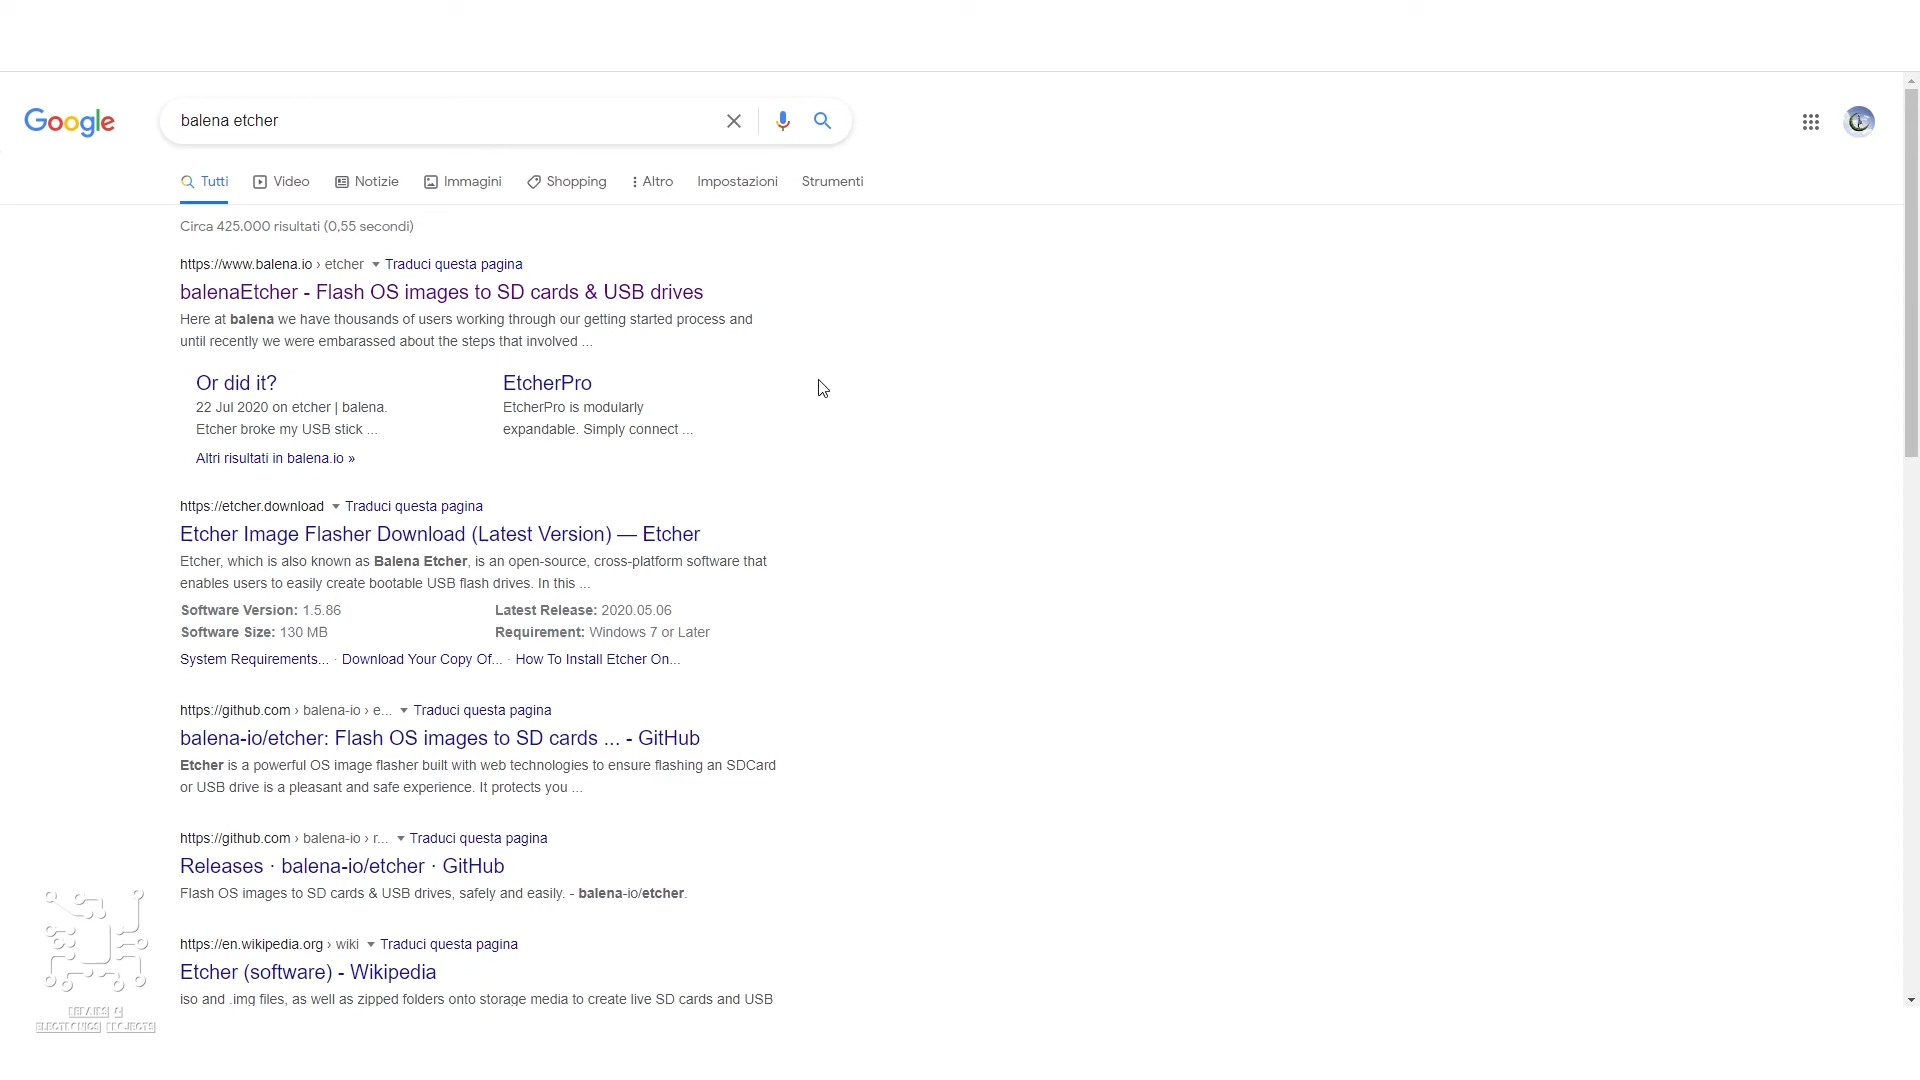 Google
balena etcher
Tutti Video Notizie Immagini Shopping Altro Impostazioni Strumenti
Circa 425.000 risultati (0,55 secondi)
https://www.balena.io › etcher Traduci questa pagina
balenaEtcher - Flash OS images to SD cards & USB drives
Here at balena we have thousands of users working through our getting started process and
until recently we were embarassed about the steps that involved ...
Or did it? EtcherPro
22 Jul 2020 on etcher | balena. EtcherPro is modularly
Etcher broke my USB stick ... expandable. Simply connect ...
Altri risultati in balena.io »
https://etcher.download Traduci questa pagina
Etcher Image Flasher Download (Latest Version) — Etcher
Etcher, which is also known as Balena Etcher, is an open-source, cross-platform software that
enables users to easily create bootable USB flash drives. In this ...
Software Version: 1.5.86 Latest Release: 2020.05.06
Software Size: 130 MB Requirement: Windows 7 or Later
System Requirements... · Download Your Copy Of... · How To Install Etcher On...
https://github.com › balena-io › e... Traduci questa pagina
balena-io/etcher: Flash OS images to SD cards ... - GitHub
Etcher is a powerful OS image flasher built with web technologies to ensure flashing an SDCard
or USB drive is a pleasant and safe experience. It protects you ...
https://github.com › balena-io › r... Traduci questa pagina
Releases · balena-io/etcher · GitHub
Flash OS images to SD cards & USB drives, safely and easily. - balena-io/etcher.
https://en.wikipedia.org › wiki Traduci questa pagina
Etcher (software) - Wikipedia
iso and .img files, as well as zipped folders onto storage media to create live SD cards and USB
REPAIRS &
ELECTRONICS PROJECTS